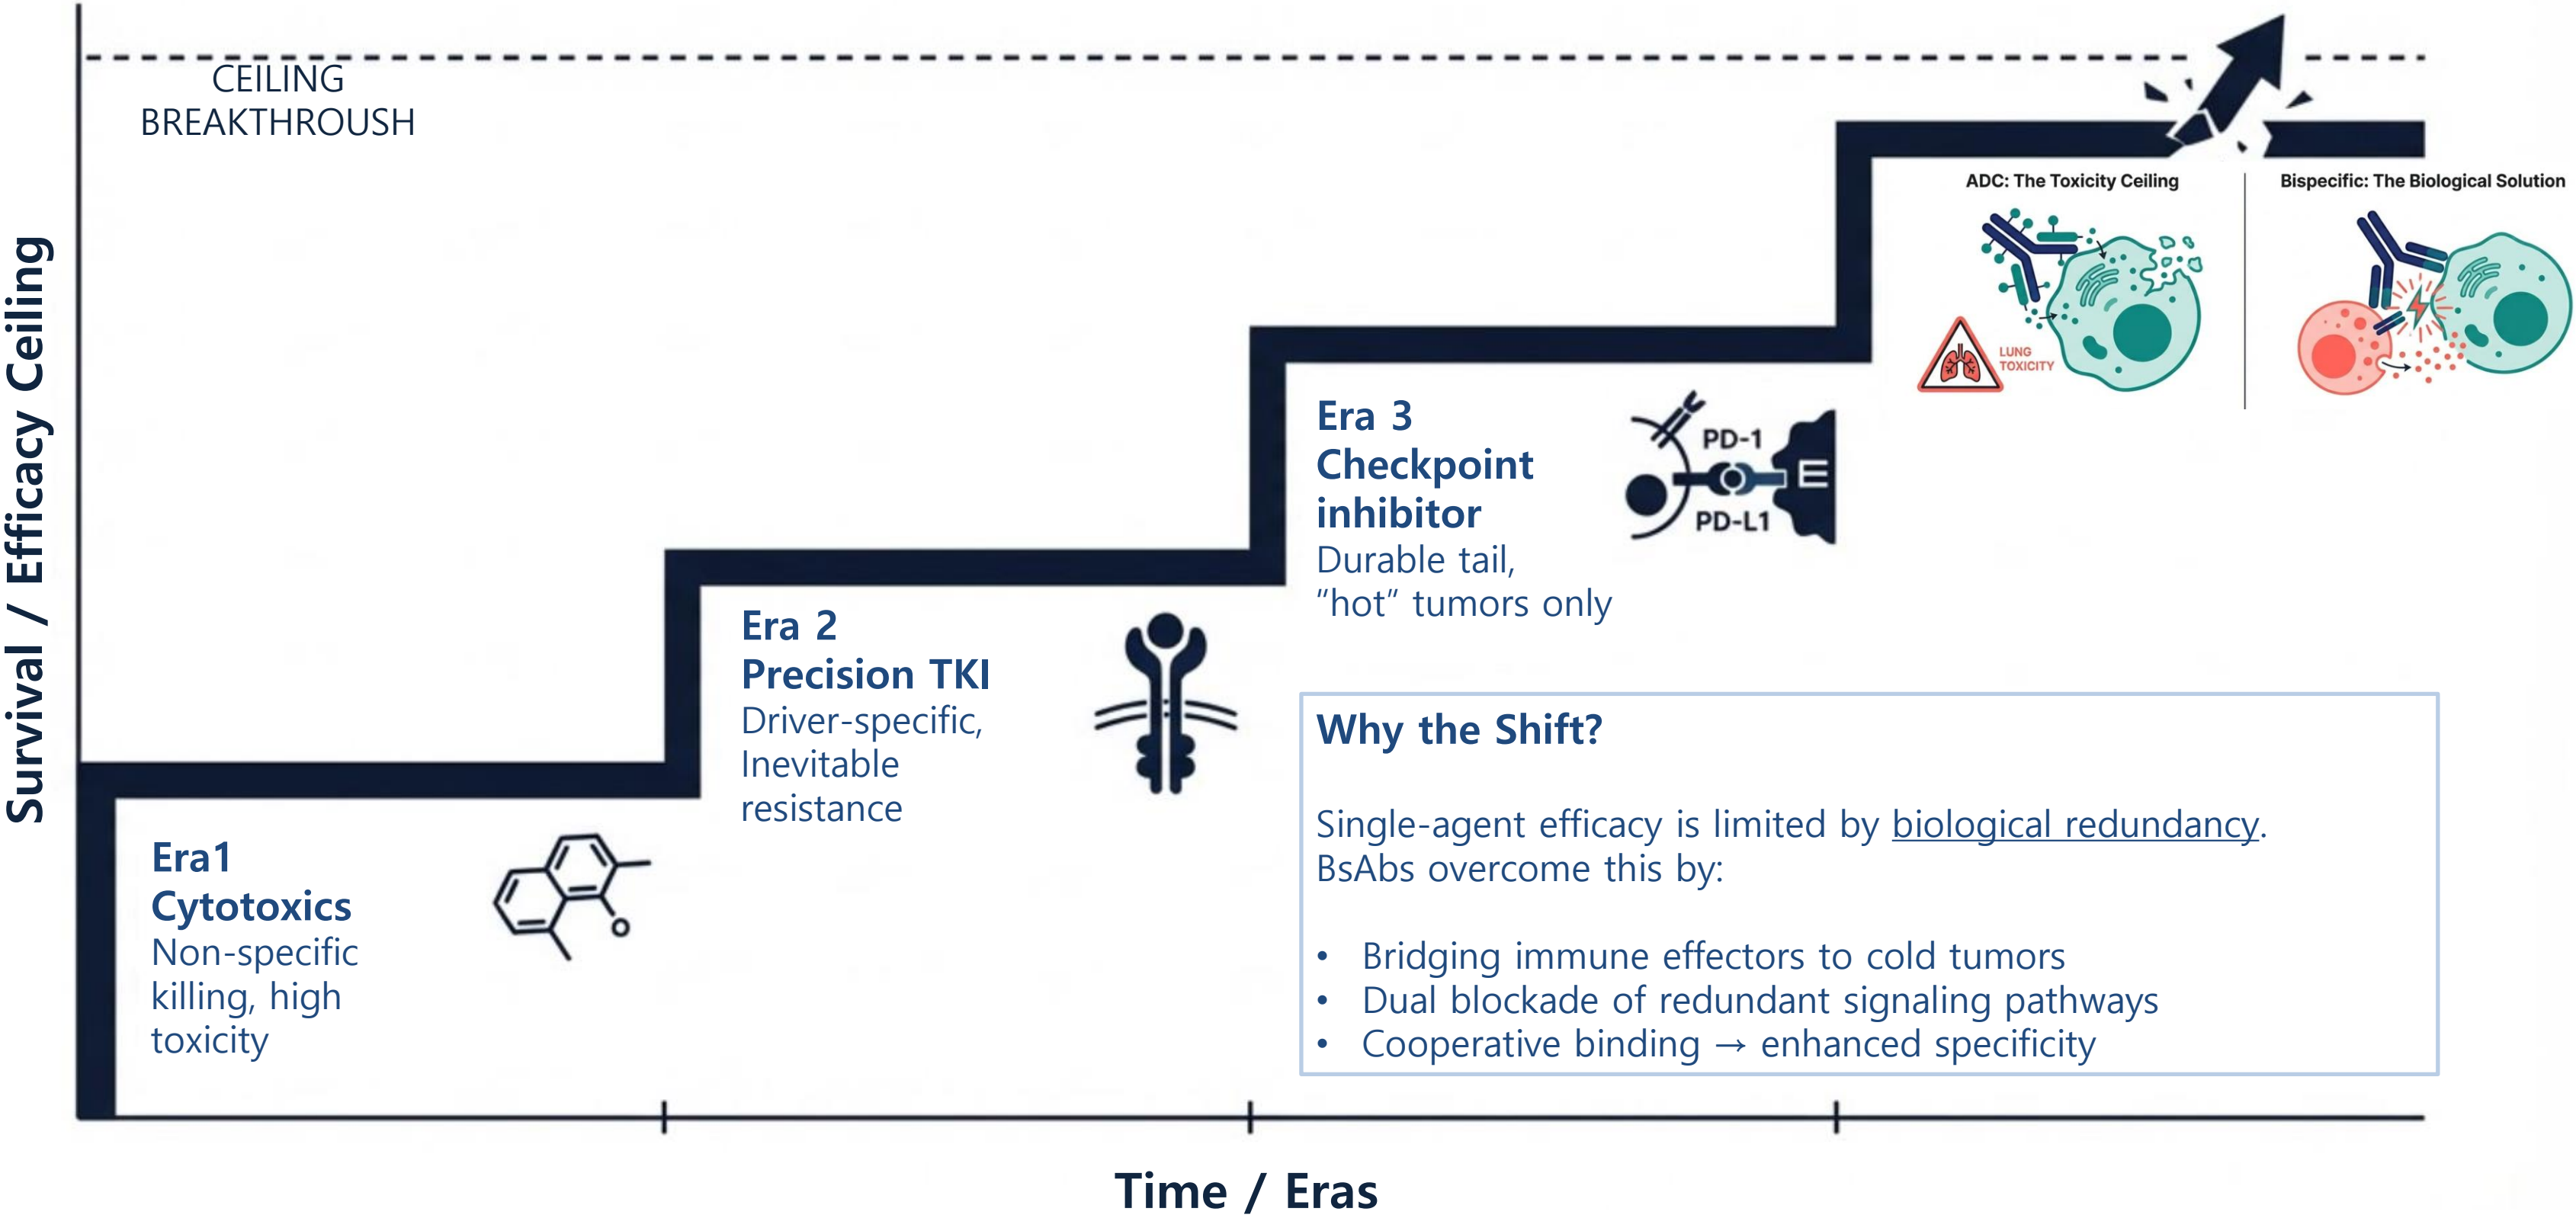 CEILING
BREAKTHROUSH
Survival / Efficacy Ceiling
ADC: The Toxicity Ceiling
LUNG
TOXICITY
Bispecific: The Biological Solution
Era 3
Checkpoint
inhibitor
Durable tail,
“hot” tumors only
PD-1
PD-L1
Era 2
Precision TKI
Driver-specific,
Inevitable
resistance
Era1
Cytotoxics
Non-specific
killing, high
toxicity
O
Why the Shift?
Single-agent efficacy is limited by biological redundancy.
BsAbs overcome this by:
• Bridging immune effectors to cold tumors
• Dual blockade of redundant signaling pathways
• Cooperative binding → enhanced specificity
Time / Eras